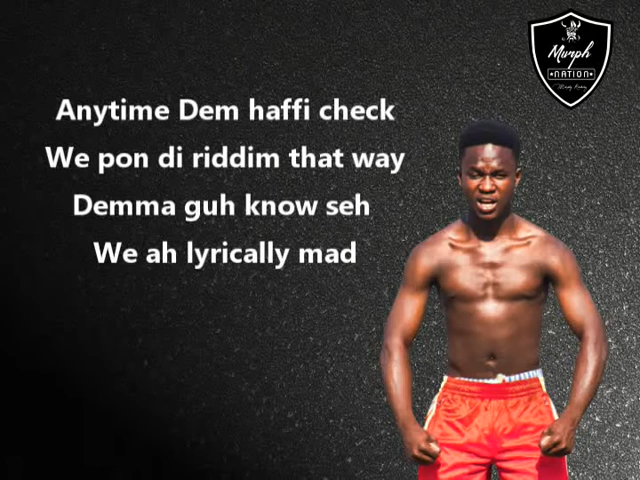 Anytime Dem haffi check
We pon di riddim that way
Demma guh know seh
We ah lyrically mad
Murph
NATION